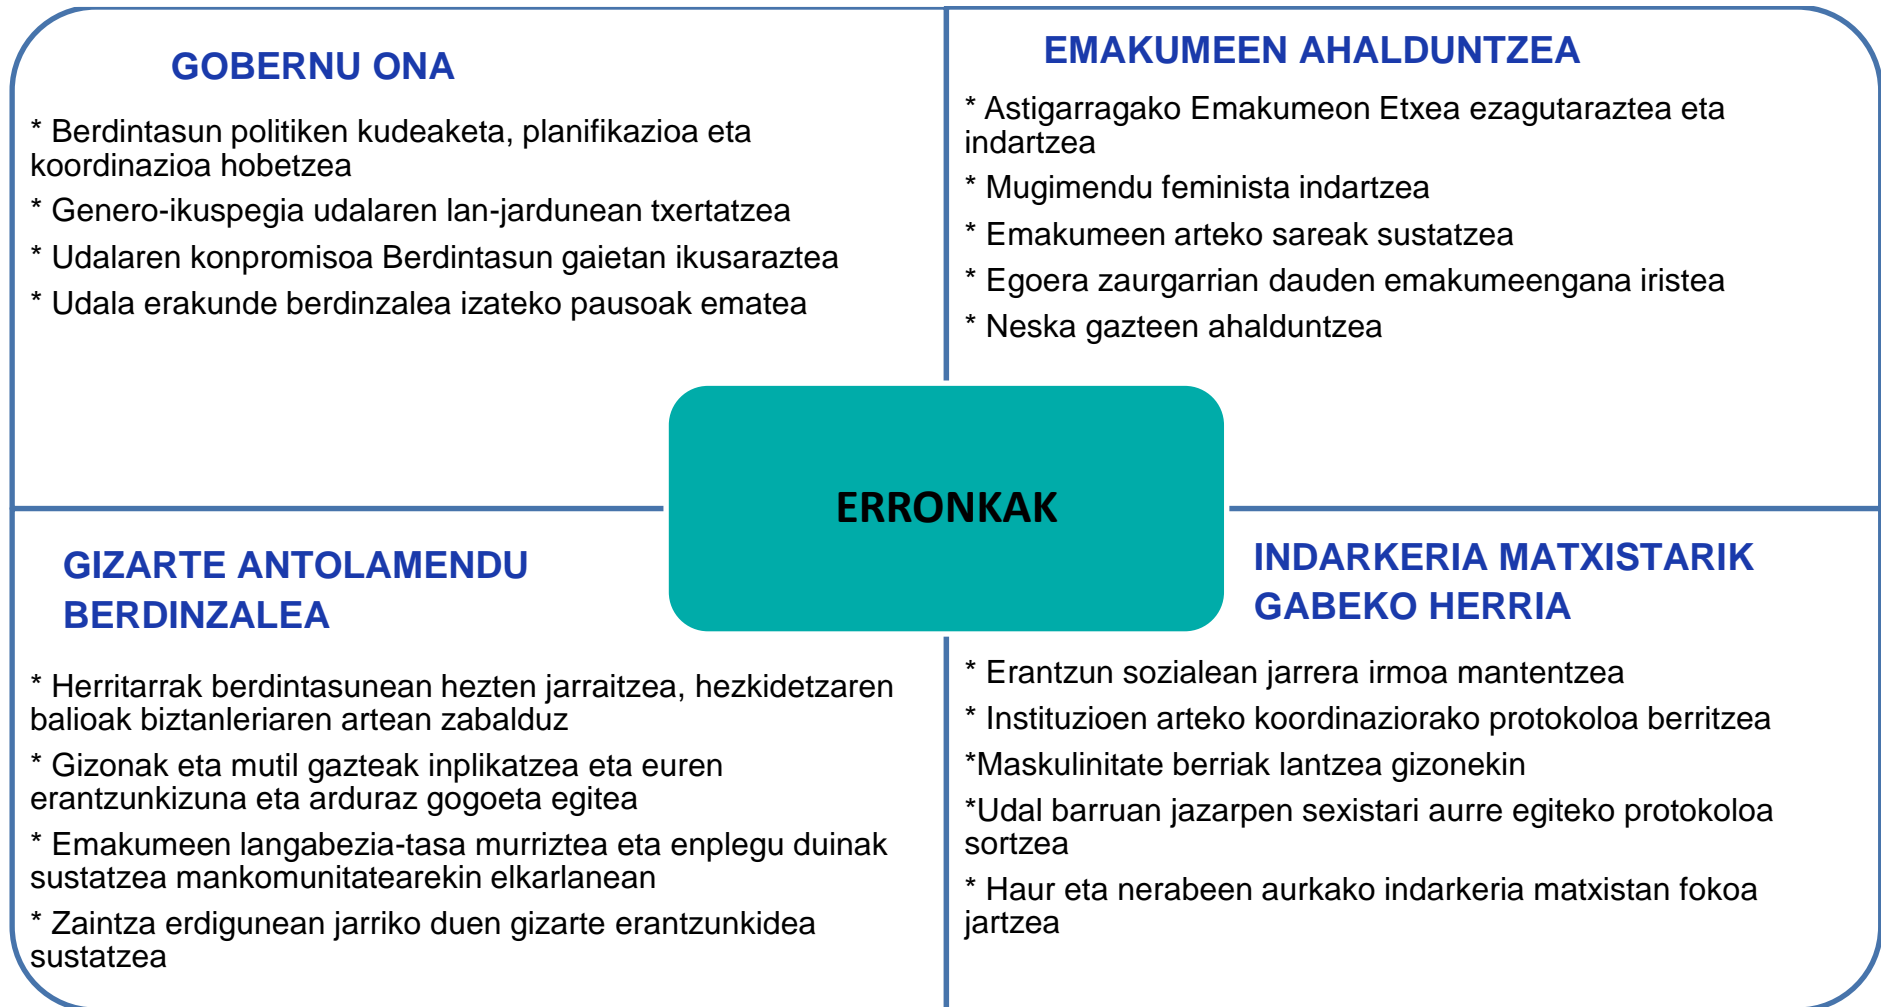 GOBERNU ONA
* Berdintasun politiken kudeaketa, planifikazioa eta
koordinazioa hobetzea
* Genero-ikuspegia udalaren lan-jardunean txertatzea
* Udalaren konpromisoa Berdintasun gaietan ikusaraztea
* Udala erakunde berdinzalea izateko pausoak ematea
EMAKUMEEN AHALDUNTZEA
* Astigarragako Emakumeon Etxea ezagutaraztea eta
indartzea
* Mugimendu feminista indartzea
* Emakumeen arteko sareak sustatzea
* Egoera zaurgarrian dauden emakumeengana iristea
* Neska gazteen ahalduntzea
ERRONKAK
GIZARTE ANTOLAMENDU
BERDINZALEA
* Herritarrak berdintasunean hezten jarraitzea, hezkidetzaren
balioak biztanleriaren artean zabalduz
* Gizonak eta mutil gazteak inplikatzea eta euren
erantzunkizuna eta arduraz gogoeta egitea
* Emakumeen langabezia-tasa murriztea eta enplegu duinak
sustatzea mankomunitatearekin elkarlanean
* Zaintza erdigunean jarriko duen gizarte erantzunkidea
sustatzea
INDARKERIA MATXISTARIK
GABEKO HERRIA
* Erantzun sozialean jarrera irmoa mantentzea
* Instituzioen arteko koordinaziorako protokoloa berritzea
*Maskulinitate berriak lantzea gizonekin
*Udal barruan jazarpen sexistari aurre egiteko protokoloa
sortzea
* Haur eta nerabeen aurkako indarkeria matxistan fokoa
jartzea